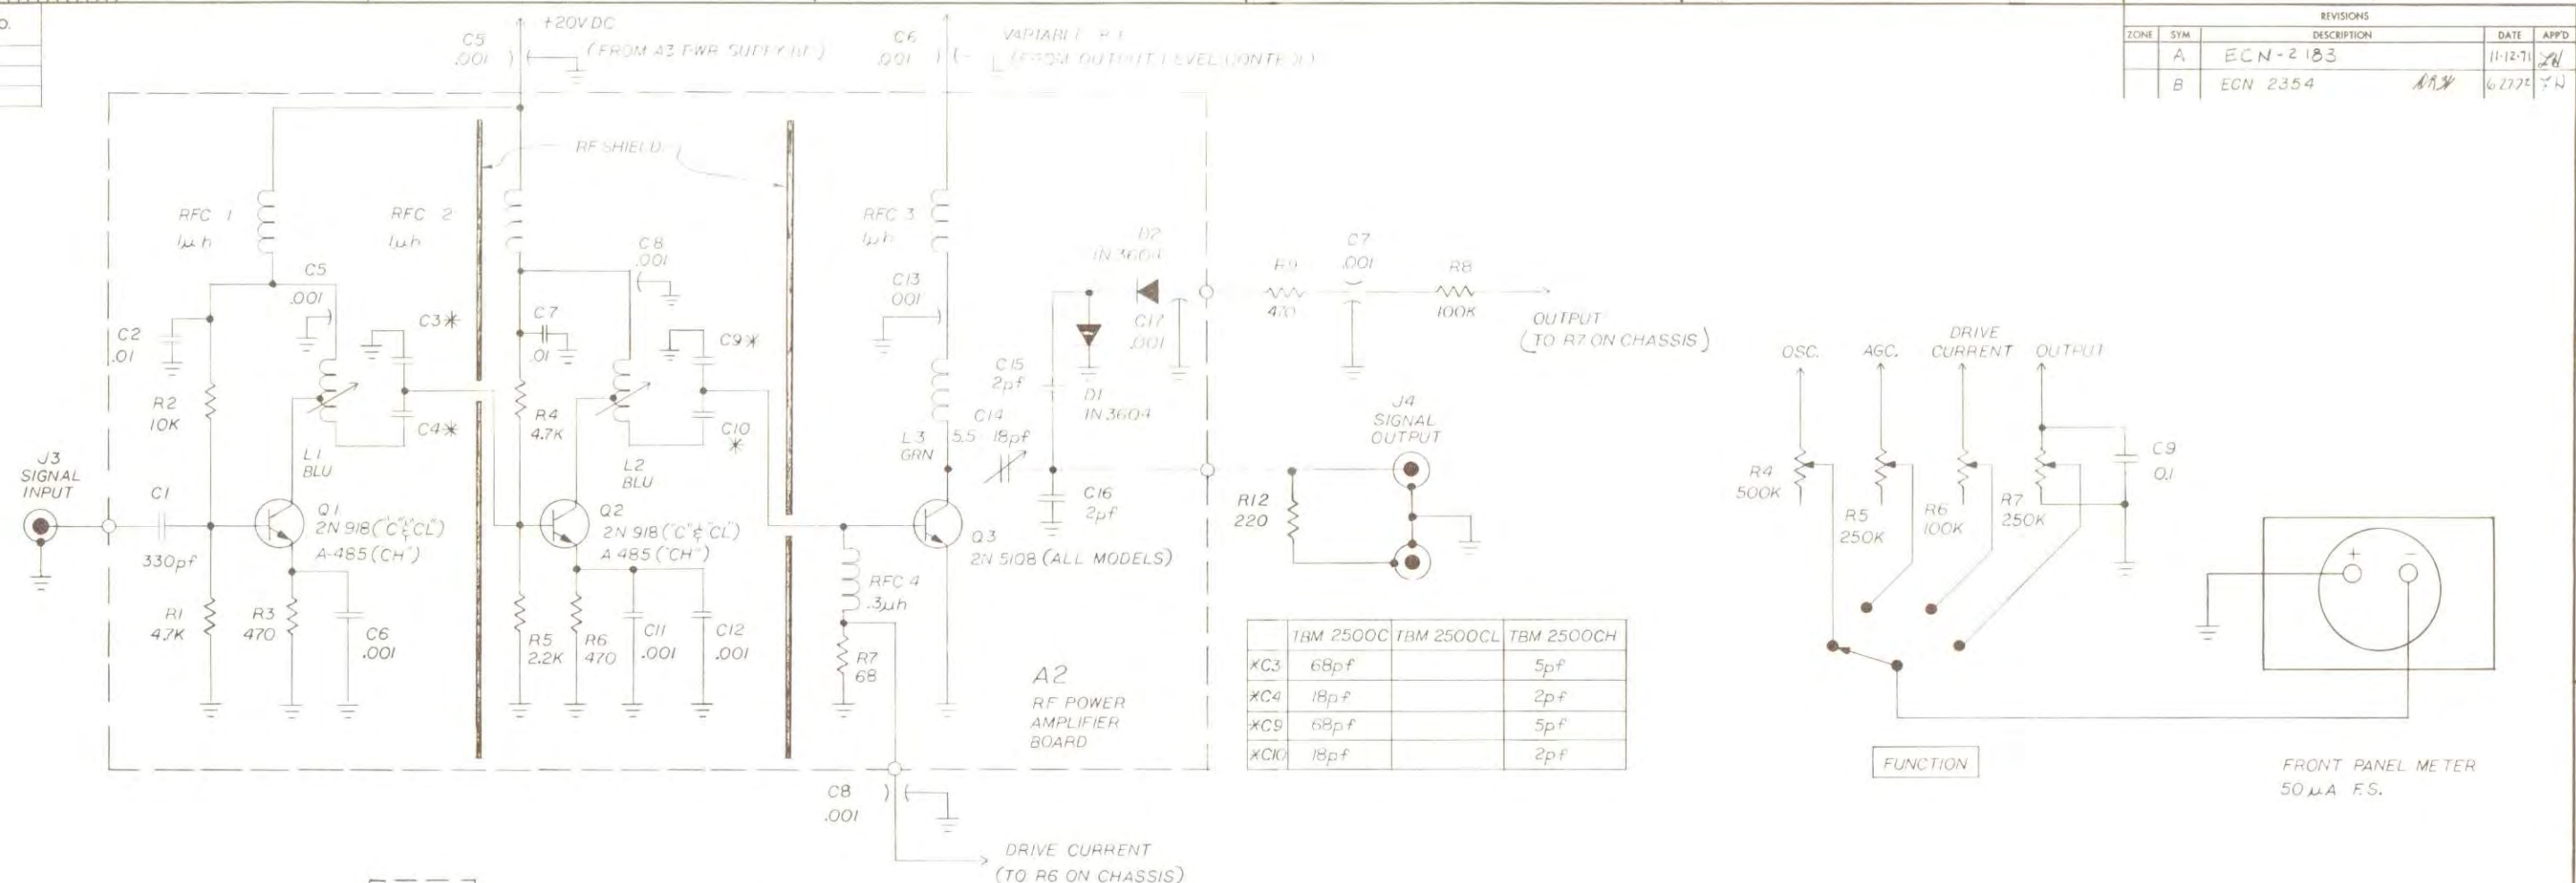 O.
REVISIONS
ZONE SYM DESCRIPTION DATE APP'D
A ECN-2183 11-12-71
B ECN 2354
+20VDC
(FROM A3 PWR SUPPLY
C5
.001
C6
.001
VARIABLE
(FROM OUTPUT LEVEL CONTROL)
RF SHIELD
RFC 1
1μh
RFC 2
1μh
RFC 3
1μh
C5
.001
C2
.01
C3*
C4*
R2
10K
L1
BLU
J3
SIGNAL
INPUT
C1
330pf
Q1
2N 918 ("C" & "CL")
A-485 (CH")
R1
4.7K
R3
470
C6
.001
C8
.001
C7
.01
C9*
R4
4.7K
C10
*
L2
BLU
Q2
2N 918 ("C" & "CL")
A 485 ("CH")
R5
2.2K
R6
470
C11
.001
C12
.001
C13
001
L3
GRN
C14
5.5 18pf
C15
2pf
C16
2pf
D1
IN 3604
D2
IN 3604
C17
.001
Q3
2N 5108 (ALL MODELS)
RFC 4
.3μh
R7
68
A2
RF POWER
AMPLIFIER
BOARD
C8
.001
DRIVE CURRENT
(TO R6 ON CHASSIS)
R9
470
C7
.001
R8
100K
OUTPUT
(TO R7 ON CHASSIS)
J4
SIGNAL
OUTPUT
R12
220
TBM 2500C TBM 2500CL TBM 2500CH
*C3 68pf 5pf
*C4 18pf 2pf
*C9 68pf 5pf
*C10 18pf 2pf
OSC. AGC. DRIVE CURRENT OUTPUT
R4
500K
R5
250K
R6
100K
R7
250K
C9
0.1
+ -
FUNCTION
FRONT PANEL METER
50 μA F.S.